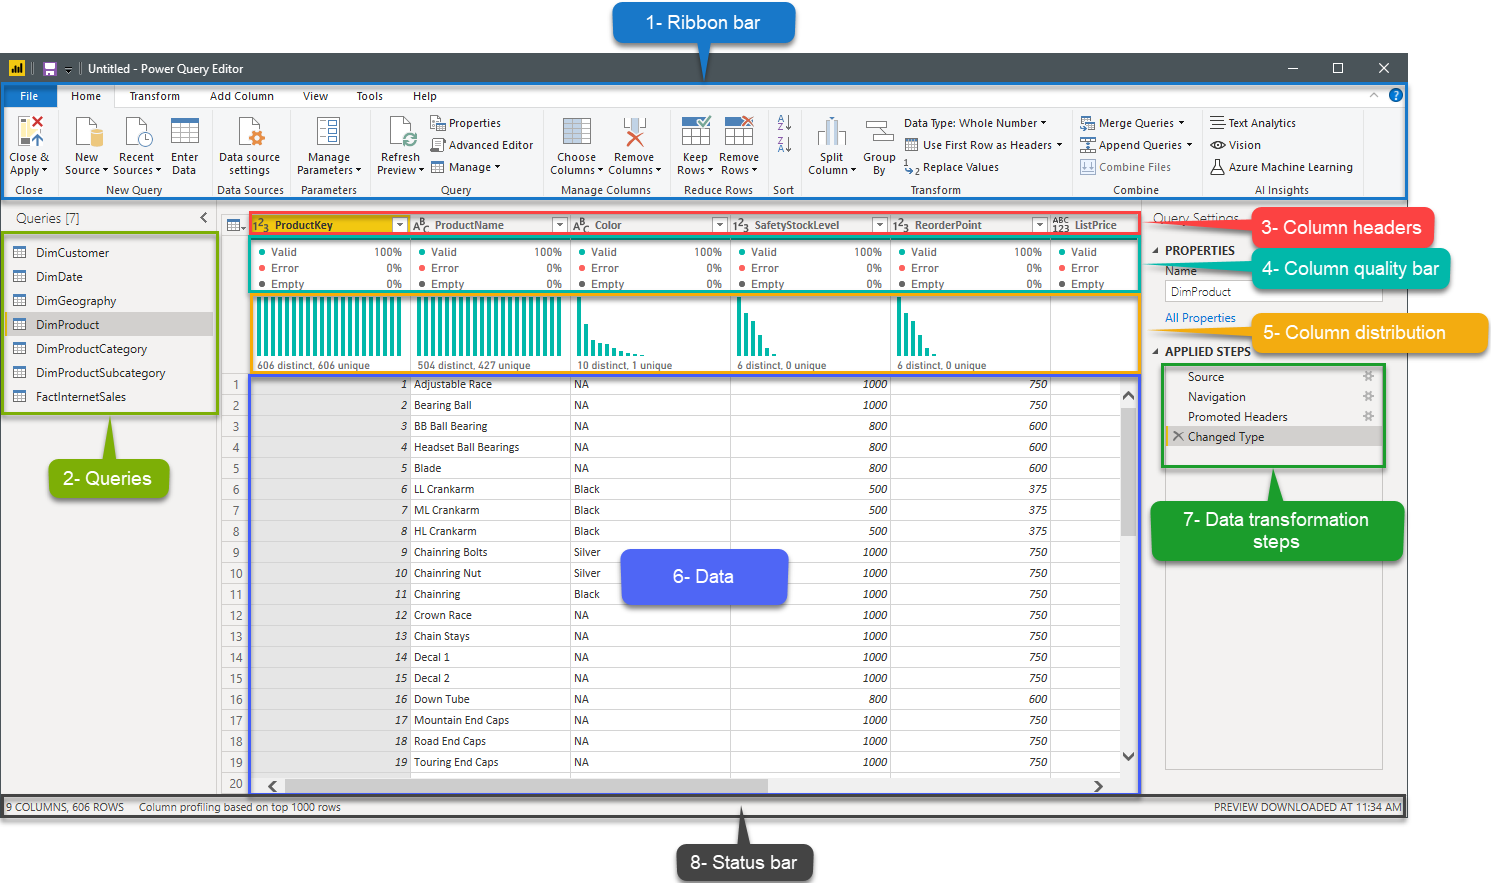 1- Ribbon bar
Untitled - Power Query Editor
File Home Transform Add Column View Tools Help
Close & Apply
Close
New Source
Recent Sources
Enter Data
New Query
Data source settings
Data Sources
Manage Parameters
Parameters
Refresh Preview
Properties
Advanced Editor
Manage
Query
Choose Columns
Remove Columns
Manage Columns
Keep Rows
Remove Rows
Reduce Rows
Sort
Split Column
Group By
Data Type: Whole Number
Use First Row as Headers
Replace Values
Transform
Merge Queries
Append Queries
Combine Files
Combine
Text Analytics
Vision
Azure Machine Learning
AI Insights
Queries [7]
DimCustomer
DimDate
DimGeography
DimProduct
DimProductCategory
DimProductSubcategory
FactInternetSales
2- Queries
ProductKey ProductName Color SafetyStockLevel ReorderPoint ListPrice
Valid 100% Valid 100% Valid 100% Valid 100% Valid 100% Valid
Error 0% Error 0% Error 0% Error 0% Error 0% Error
Empty 0% Empty 0% Empty 0% Empty 0% Empty 0% Empty
606 distinct, 606 unique 504 distinct, 427 unique 10 distinct, 1 unique 6 distinct, 0 unique 6 distinct, 0 unique
1 1 Adjustable Race NA 1000 750
2 2 Bearing Ball NA 1000 750
3 3 BB Ball Bearing NA 800 600
4 4 Headset Ball Bearings NA 800 600
5 5 Blade NA 800 600
6 6 LL Crankarm Black 500 375
7 7 ML Crankarm Black 500 375
8 8 HL Crankarm Black 500 375
9 9 Chainring Bolts Silver 1000 750
10 10 Chainring Nut Silver 1000 750
11 11 Chainring Black 1000 750
12 12 Crown Race NA 1000 750
13 13 Chain Stays NA 1000 750
14 14 Decal 1 NA 1000 750
15 15 Decal 2 NA 1000 750
16 16 Down Tube NA 800 600
17 17 Mountain End Caps NA 1000 750
18 18 Road End Caps NA 1000 750
19 19 Touring End Caps NA 1000 750
20
6- Data
Query Settings
3- Column headers
PROPERTIES
4- Column quality bar
Name
DimProduct
All Properties
5- Column distribution
APPLIED STEPS
Source
Navigation
Promoted Headers
Changed Type
7- Data transformation
steps
9 COLUMNS, 606 ROWS Column profiling based on top 1000 rows PREVIEW DOWNLOADED AT 11:34 AM
8- Status bar